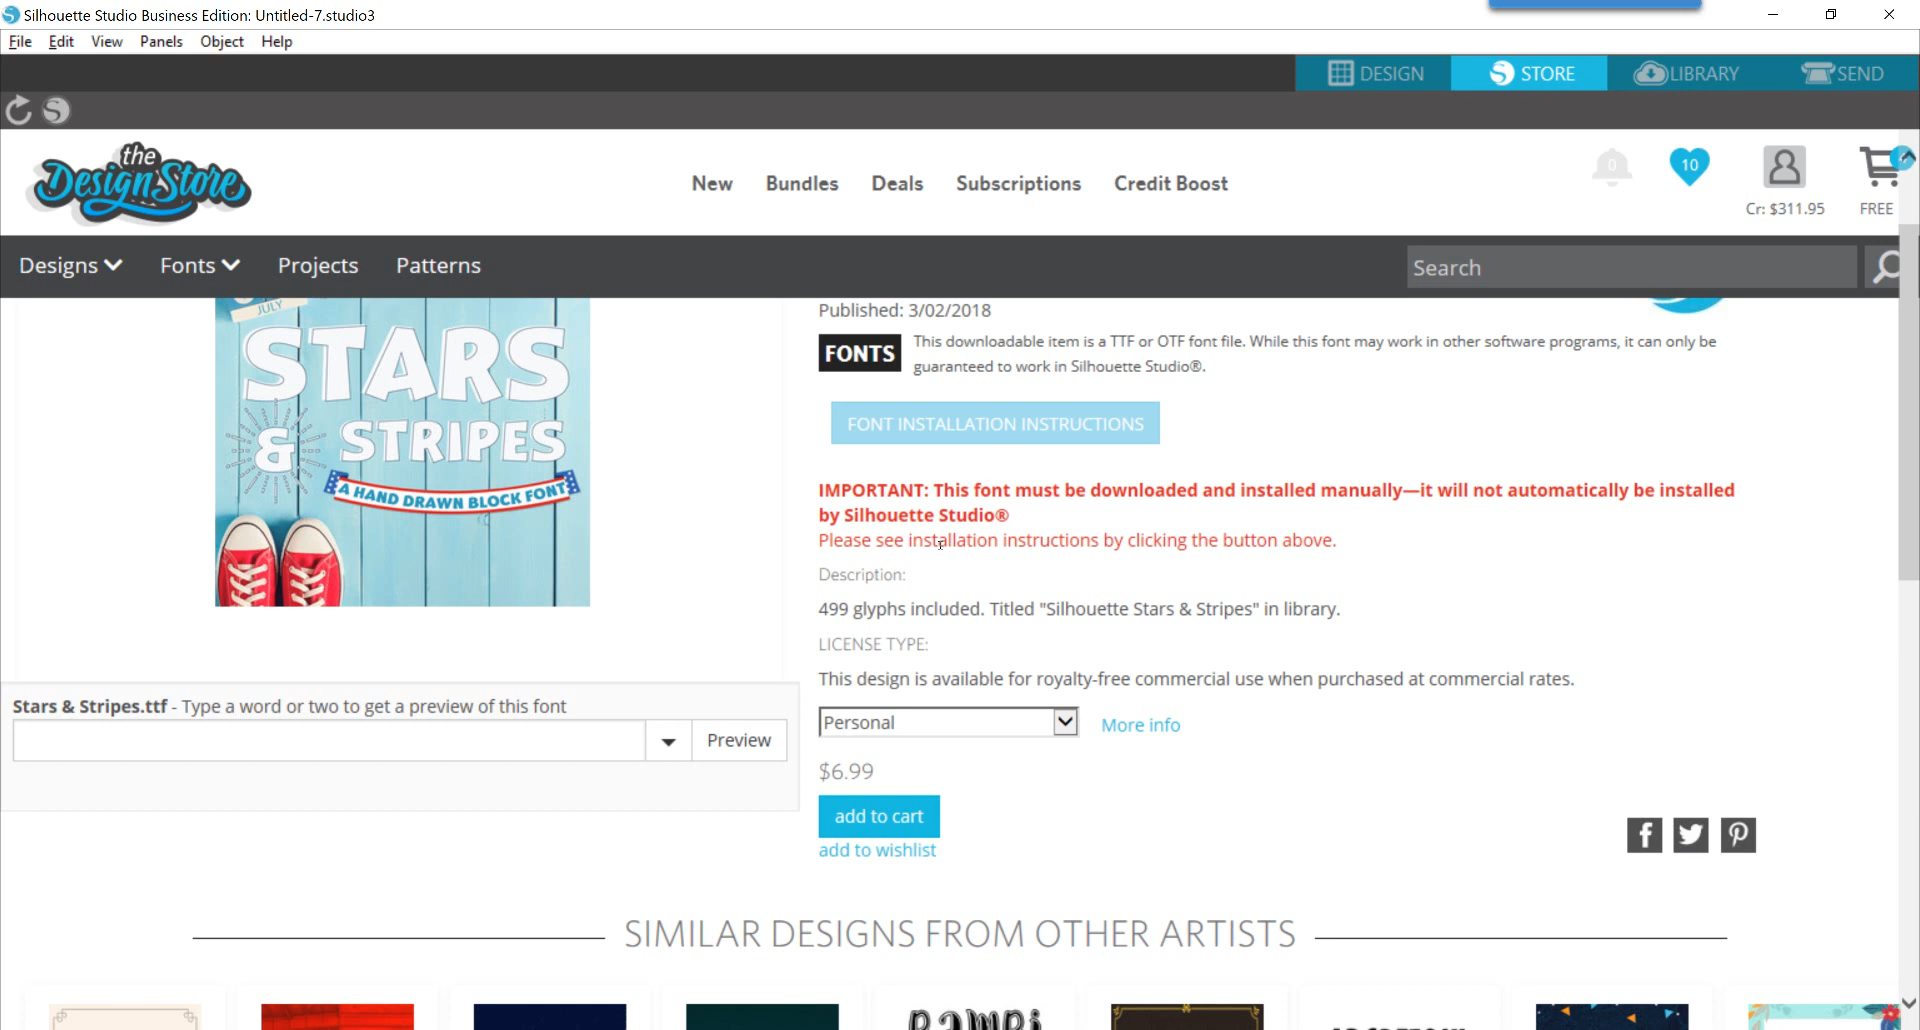 Silhouette Studio Business Edition: Untitled-7.studio3
File Edit View Panels Object Help
DESIGN STORE LIBRARY SEND
the
Design Store
New Bundles Deals Subscriptions Credit Boost
0
10
Cr: $311.95
FREE
Designs Fonts Projects Patterns
Search
JULY
STARS
& STRIPES
A HAND DRAWN BLOCK FONT
Published: 3/02/2018
FONTS
This downloadable item is a TTF or OTF font file. While this font may work in other software programs, it can only be
guaranteed to work in Silhouette Studio®.
FONT INSTALLATION INSTRUCTIONS
IMPORTANT: This font must be downloaded and installed manually—it will not automatically be installed
by Silhouette Studio®
Please see installation instructions by clicking the button above.
Description:
499 glyphs included. Titled "Silhouette Stars & Stripes" in library.
LICENSE TYPE:
This design is available for royalty-free commercial use when purchased at commercial rates.
Personal
More info
$6.99
add to cart
add to wishlist
Stars & Stripes.ttf - Type a word or two to get a preview of this font
Preview
SIMILAR DESIGNS FROM OTHER ARTISTS